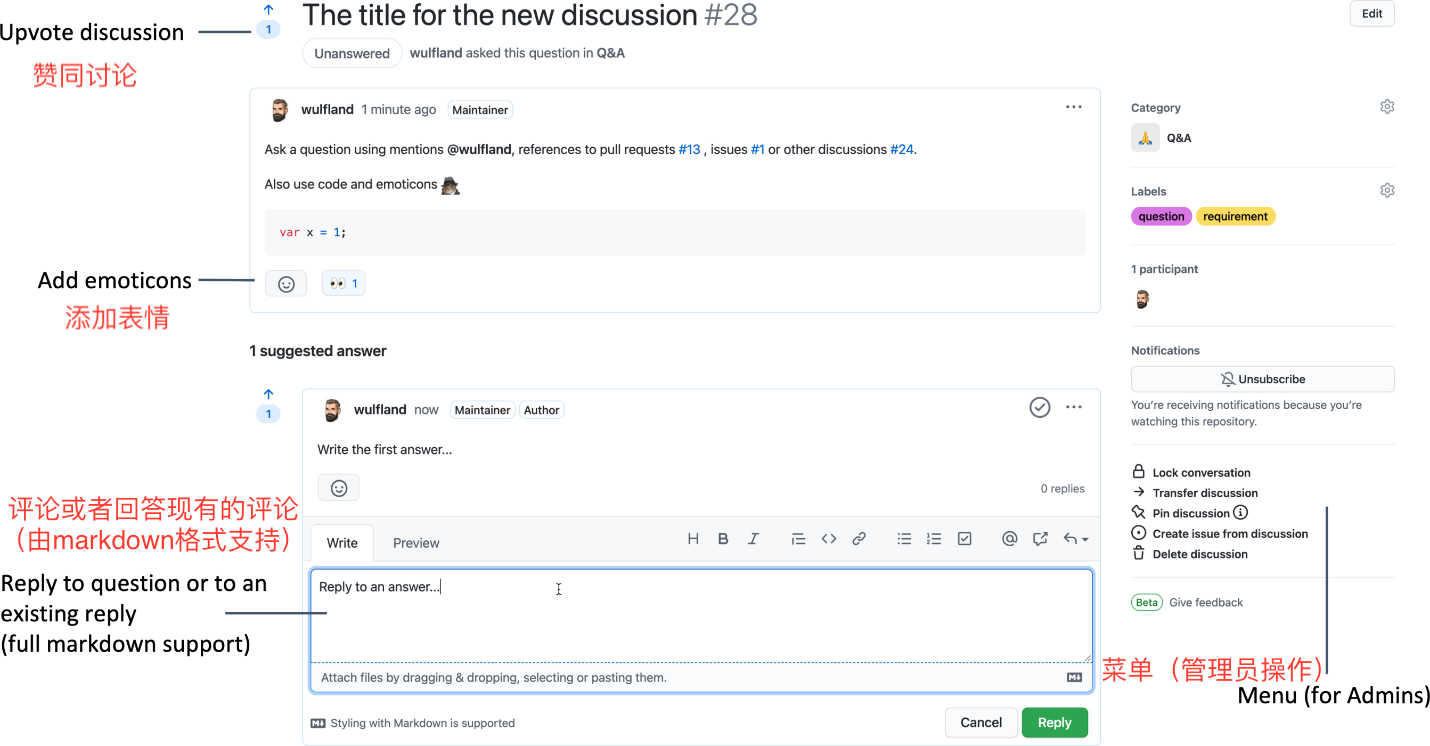 The title for the new discussion #28
Edit
1
Upvote discussion
赞同讨论
Unanswered wulfland asked this question in Q&A
wulfland 1 minute ago Maintainer
Ask a question using mentions @wulfland, references to pull requests #13 , issues #1 or other discussions #24.
Also use code and emoticons
var x = 1;
Add emoticons
添加表情
1
1 suggested answer
1
wulfland now Maintainer Author
Write the first answer...
0 replies
评论或者回答现有的评论
（由markdown格式支持）
Reply to question or to an
existing reply
(full markdown support)
Write Preview
Reply to an answer...
Attach files by dragging & dropping, selecting or pasting them.
Styling with Markdown is supported
Cancel Reply
Category
Q&A
Labels
question requirement
1 participant
Notifications
Unsubscribe
You’re receiving notifications because you’re
watching this repository.
Lock conversation
Transfer discussion
Pin discussion
Create issue from discussion
Delete discussion
Beta Give feedback
菜单（管理员操作）
Menu (for Admins)